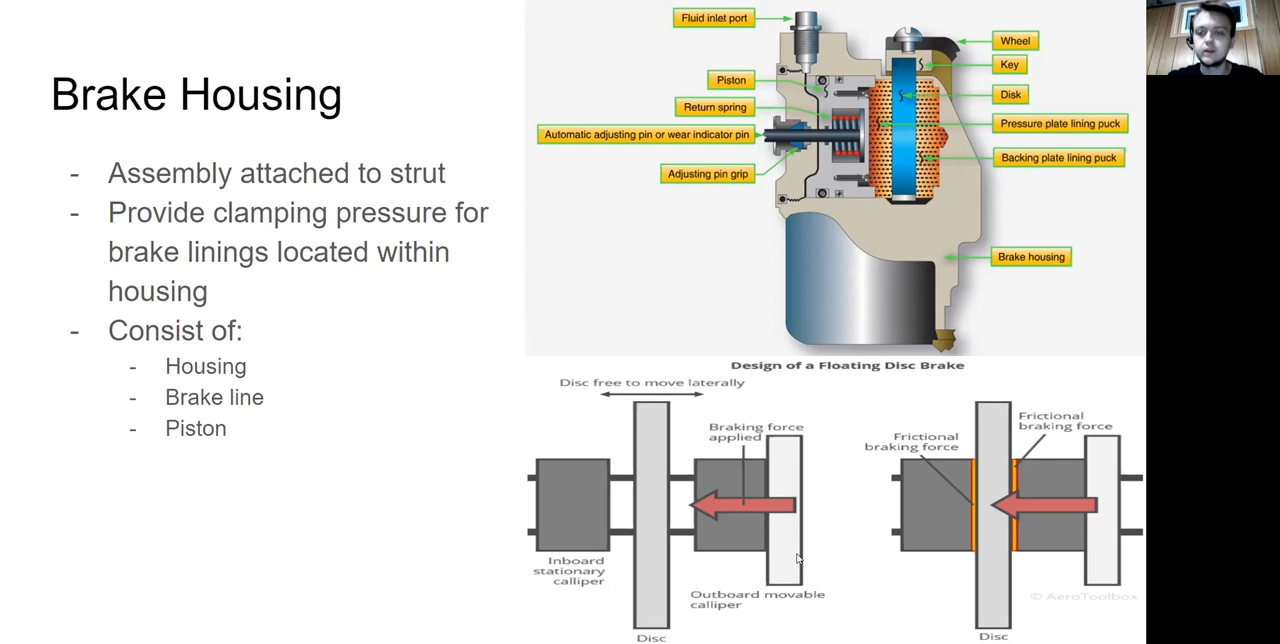 Brake Housing
- Assembly attached to strut
- Provide clamping pressure for
brake linings located within
housing
- Consist of:
- Housing
- Brake line
- Piston
Fluid inlet port
Piston
Return spring
Automatic adjusting pin or wear indicator pin
Adjusting pin grip
Wheel
Key
Disk
Pressure plate lining puck
Backing plate lining puck
Brake housing
Design of a Floating Disc Brake
Disc free to move laterally
Braking force
applied
Inboard
stationary
calliper
Outboard movable
calliper
Disc
Frictional
braking force
Frictional
braking force
Disc
© AeroToolbox